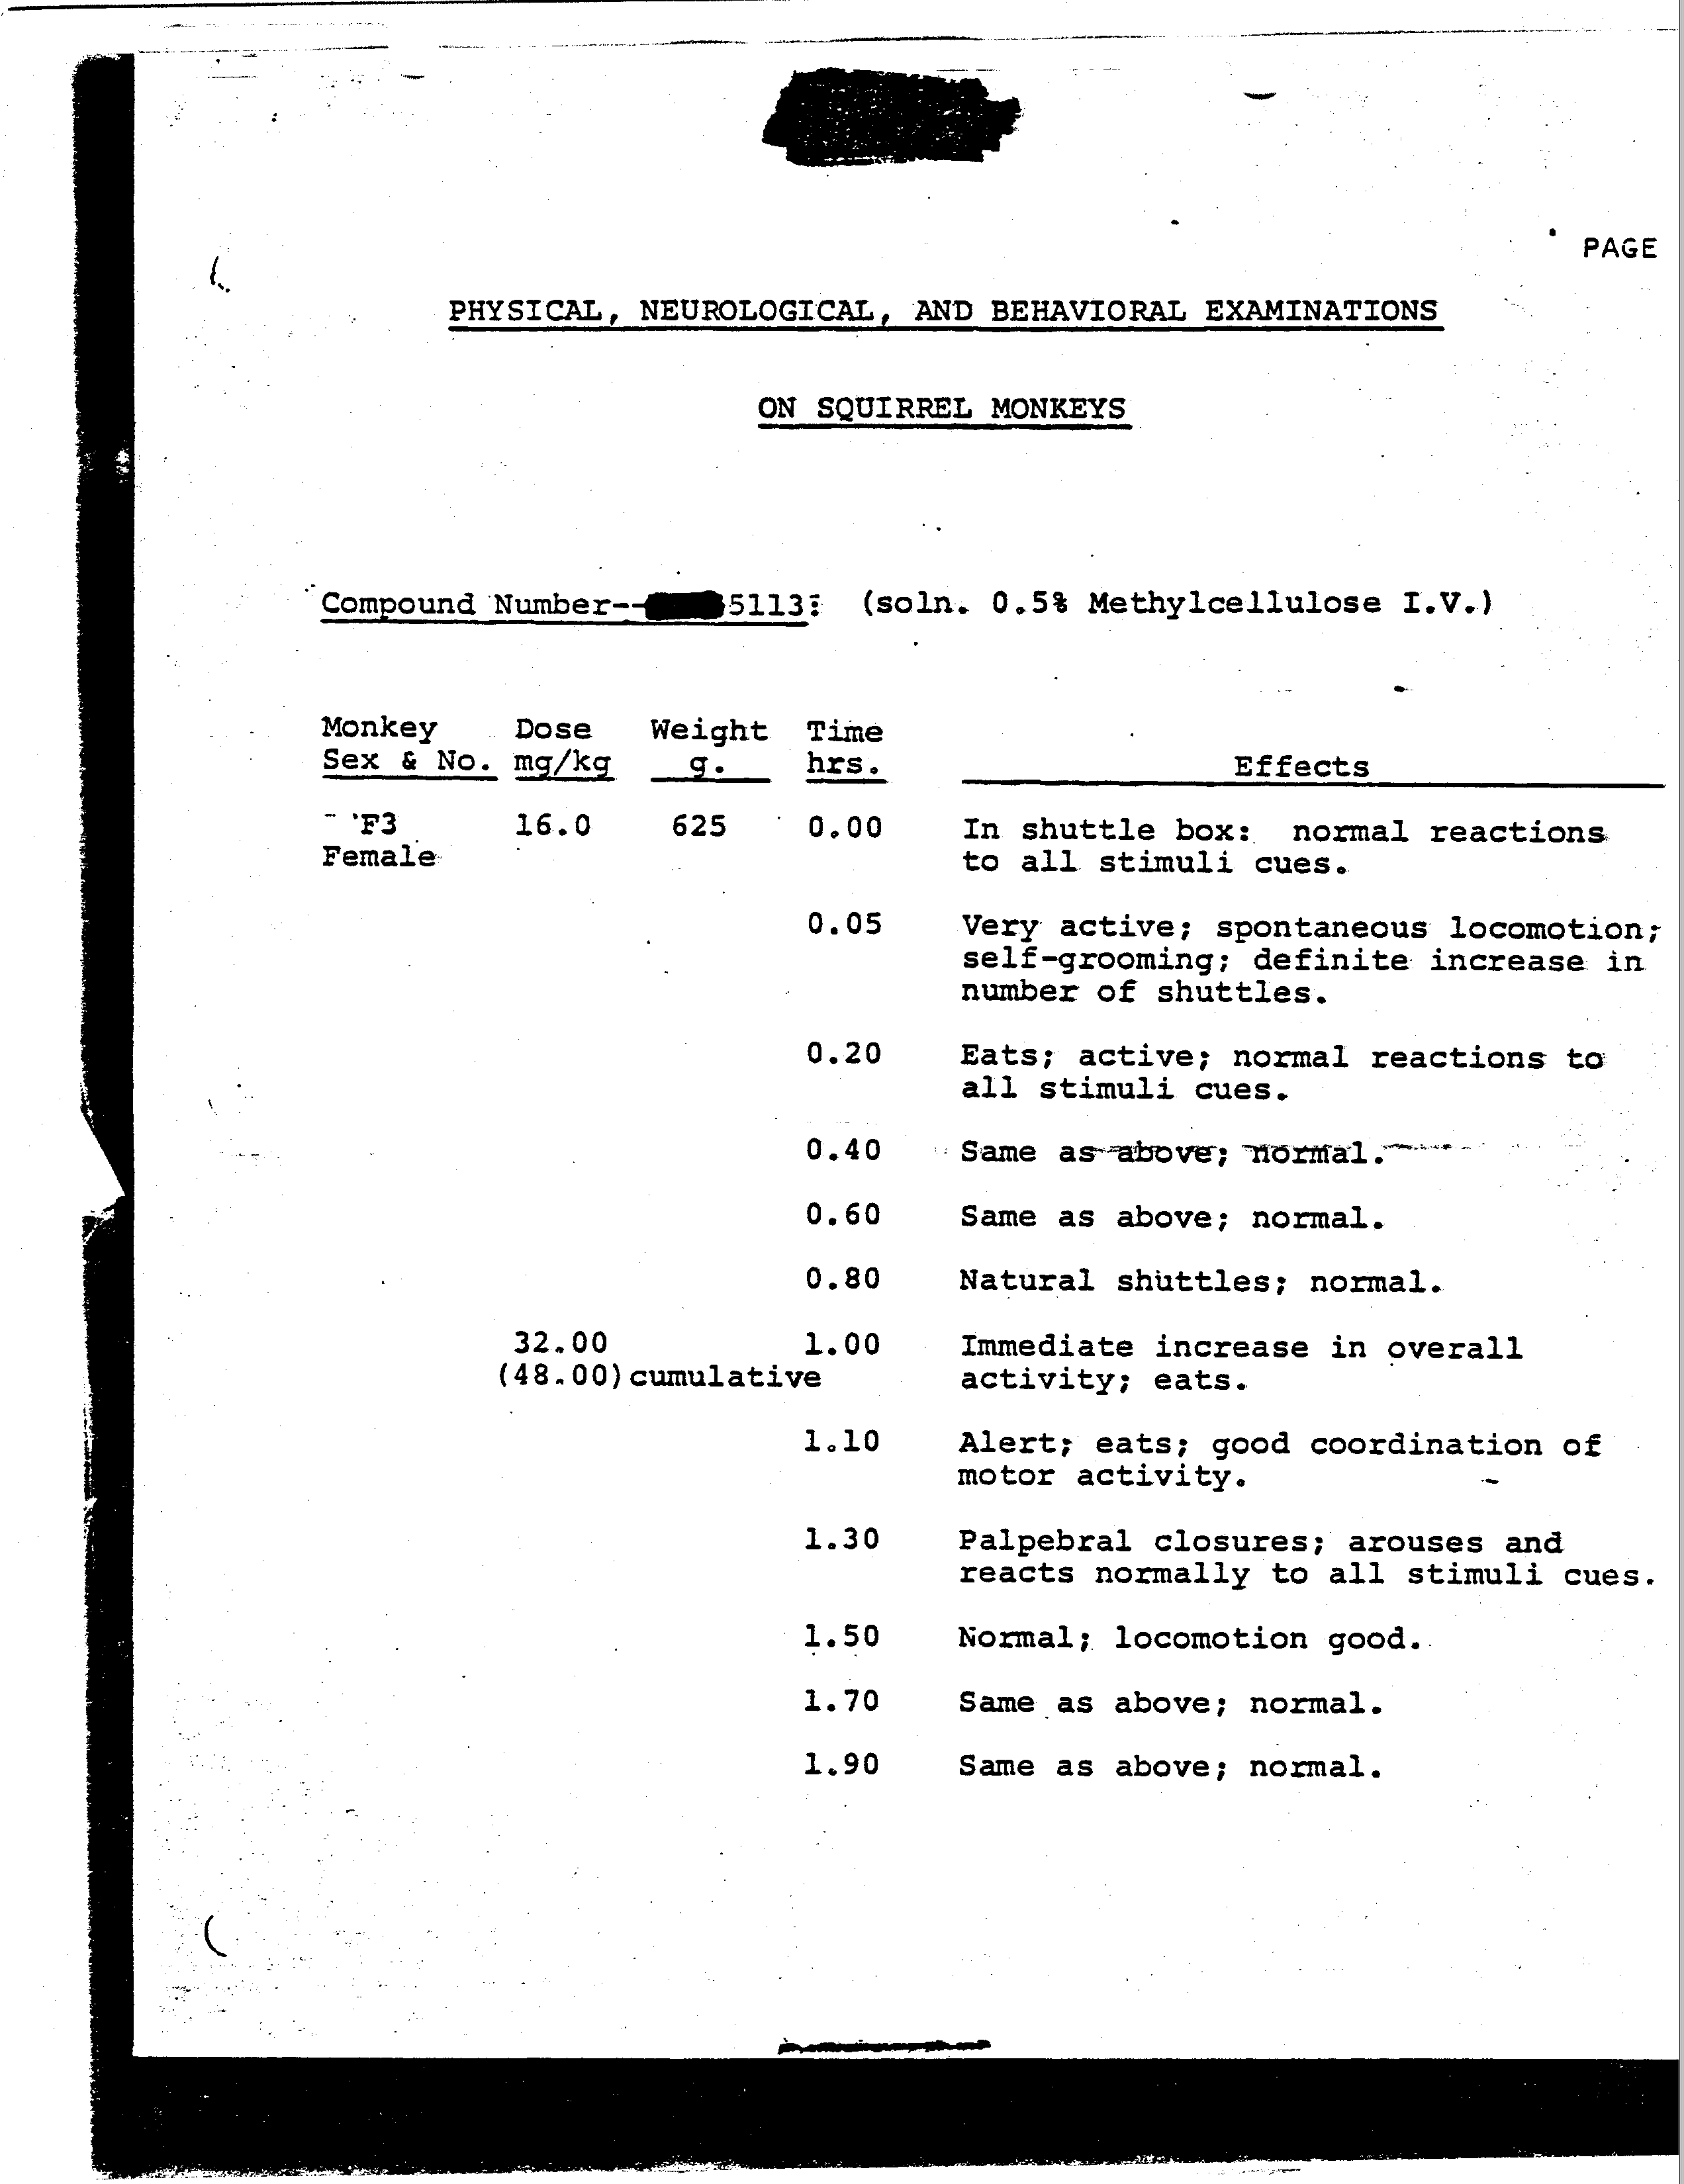 PAGE
PHYSICAL, NEUROLOGICAL, AND BEHAVIORAL EXAMINATIONS
ON SQUIRREL MONKEYS
Compound Number-- 5113: (soln. 0.5% Methylcellulose I.V.)
Monkey Dose Weight Time
Sex & No. mg/kg g. hrs. Effects
F3 16.0 625 0.00 In shuttle box: normal reactions
Female to all stimuli cues.
0.05 Very active; spontaneous locomotion;
self-grooming; definite increase in
number of shuttles.
0.20 Eats; active; normal reactions to
all stimuli cues.
0.40 Same as above; normal.
0.60 Same as above; normal.
0.80 Natural shuttles; normal.
32.00 1.00 Immediate increase in overall
(48.00) cumulative activity; eats.
1.10 Alert; eats; good coordination of
motor activity.
1.30 Palpebral closures; arouses and
reacts normally to all stimuli cues.
1.50 Normal; locomotion good.
1.70 Same as above; normal.
1.90 Same as above; normal.